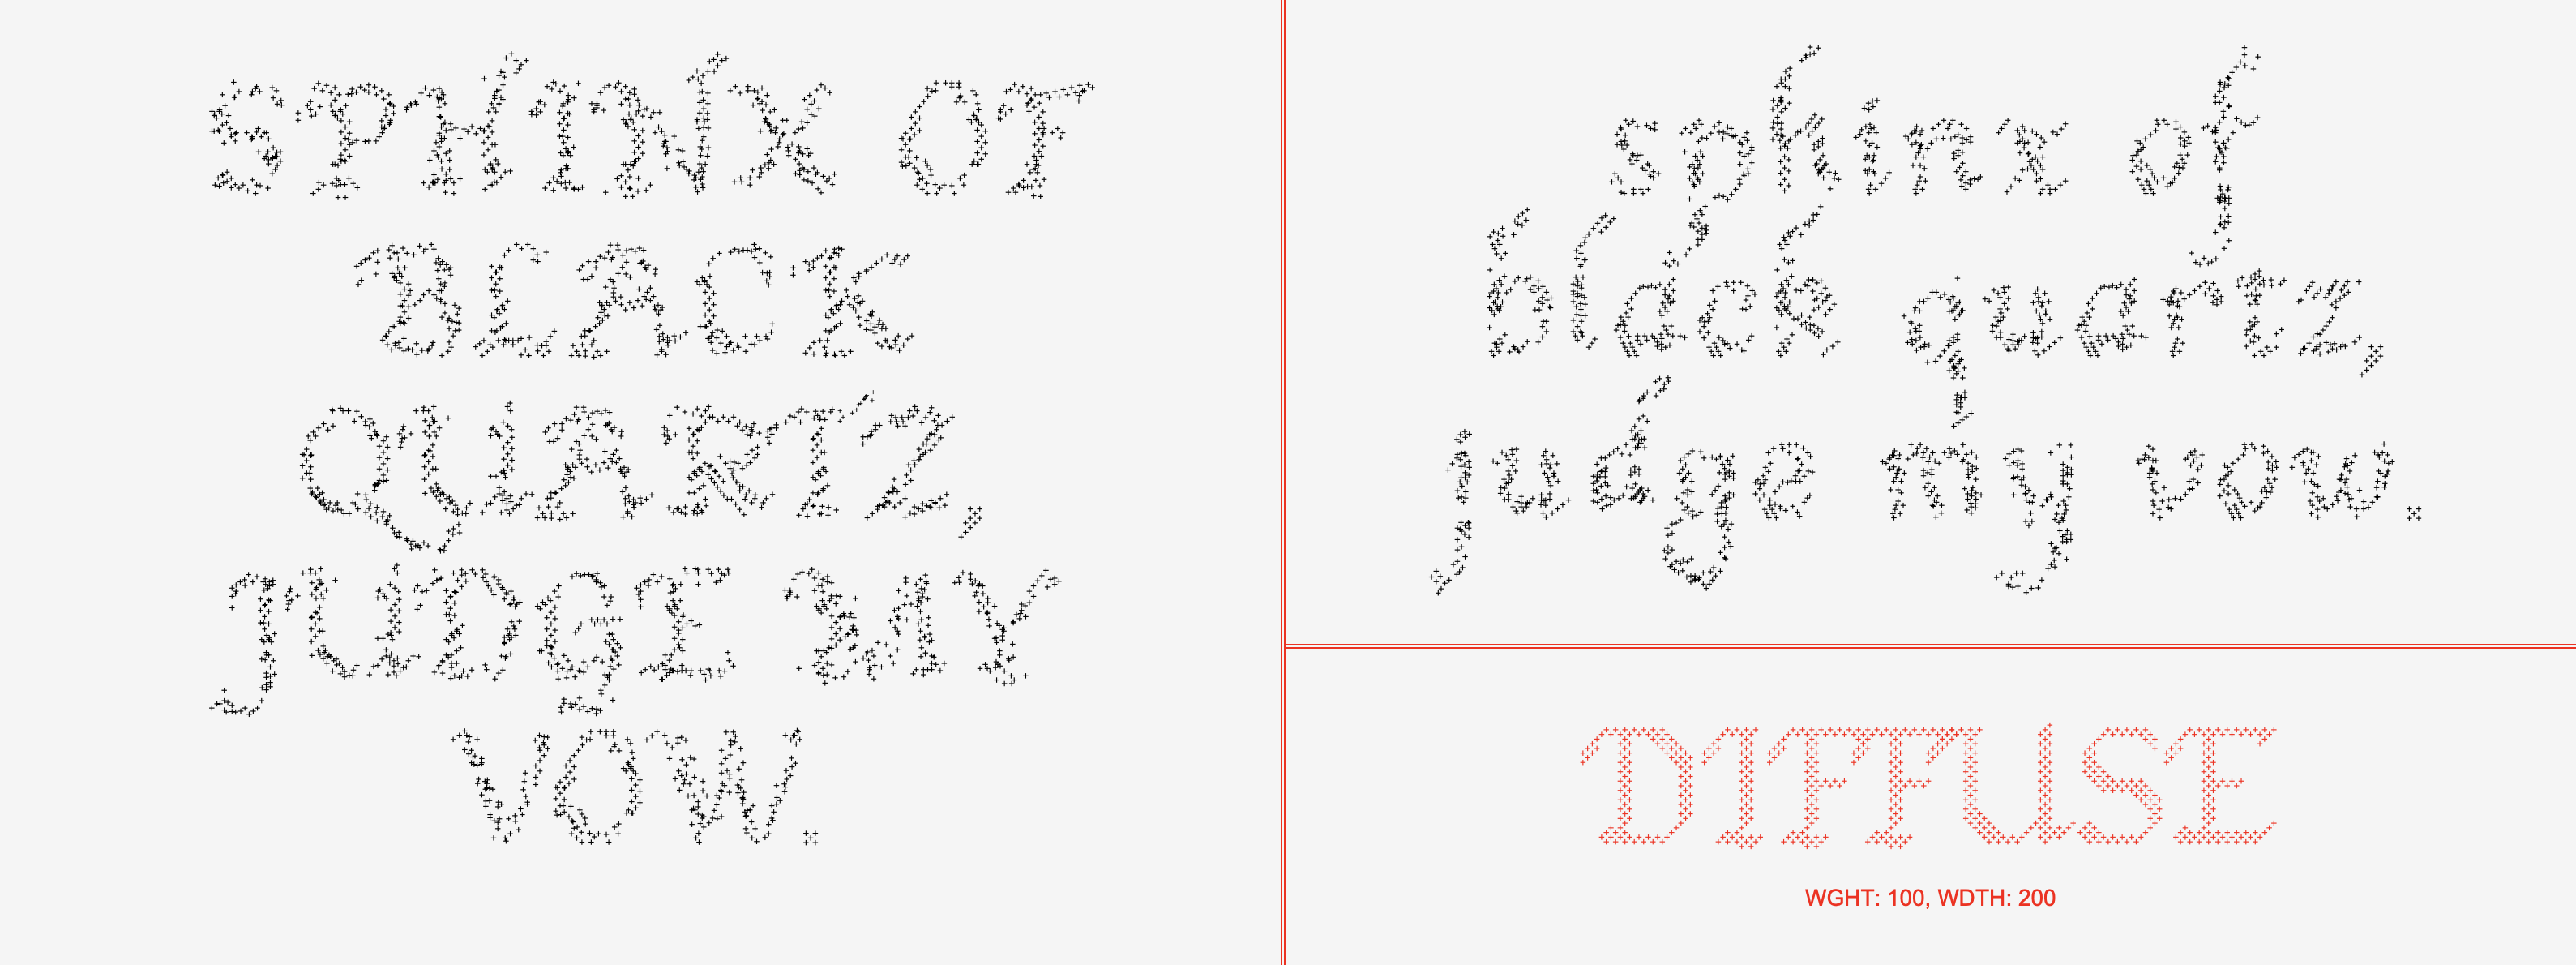 SPHINX OF
BLACK
QUARTZ,
JUDGE MY
VOW.
sphinx of
black quartz,
judge my vow.
DIFFUSE
WGHT: 100, WDTH: 200